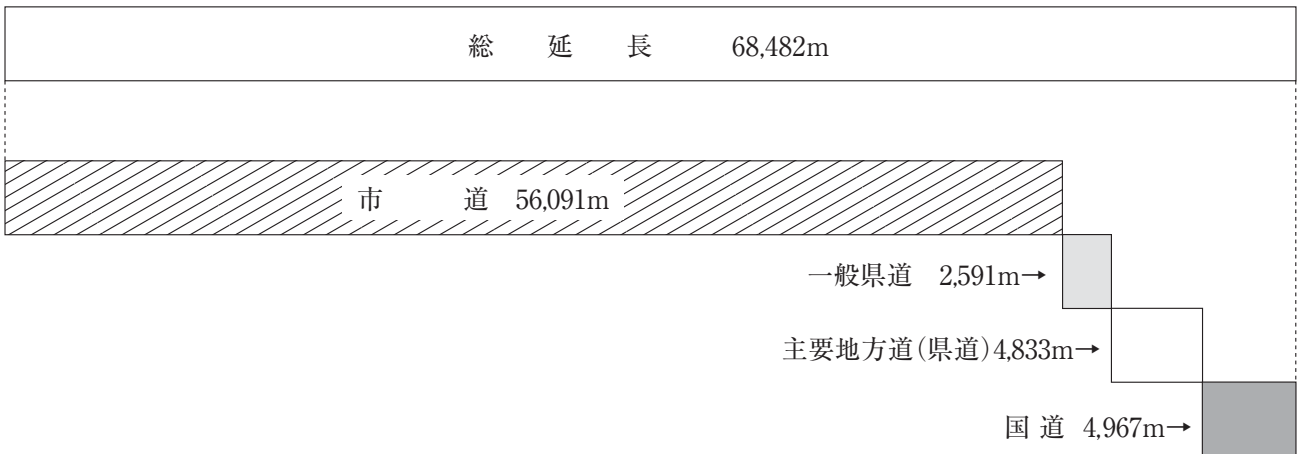 総延長 68,482m
市道 56,091m
一般県道 2,591m→
主要地方道(県道)4,833m→
国道 4,967m→